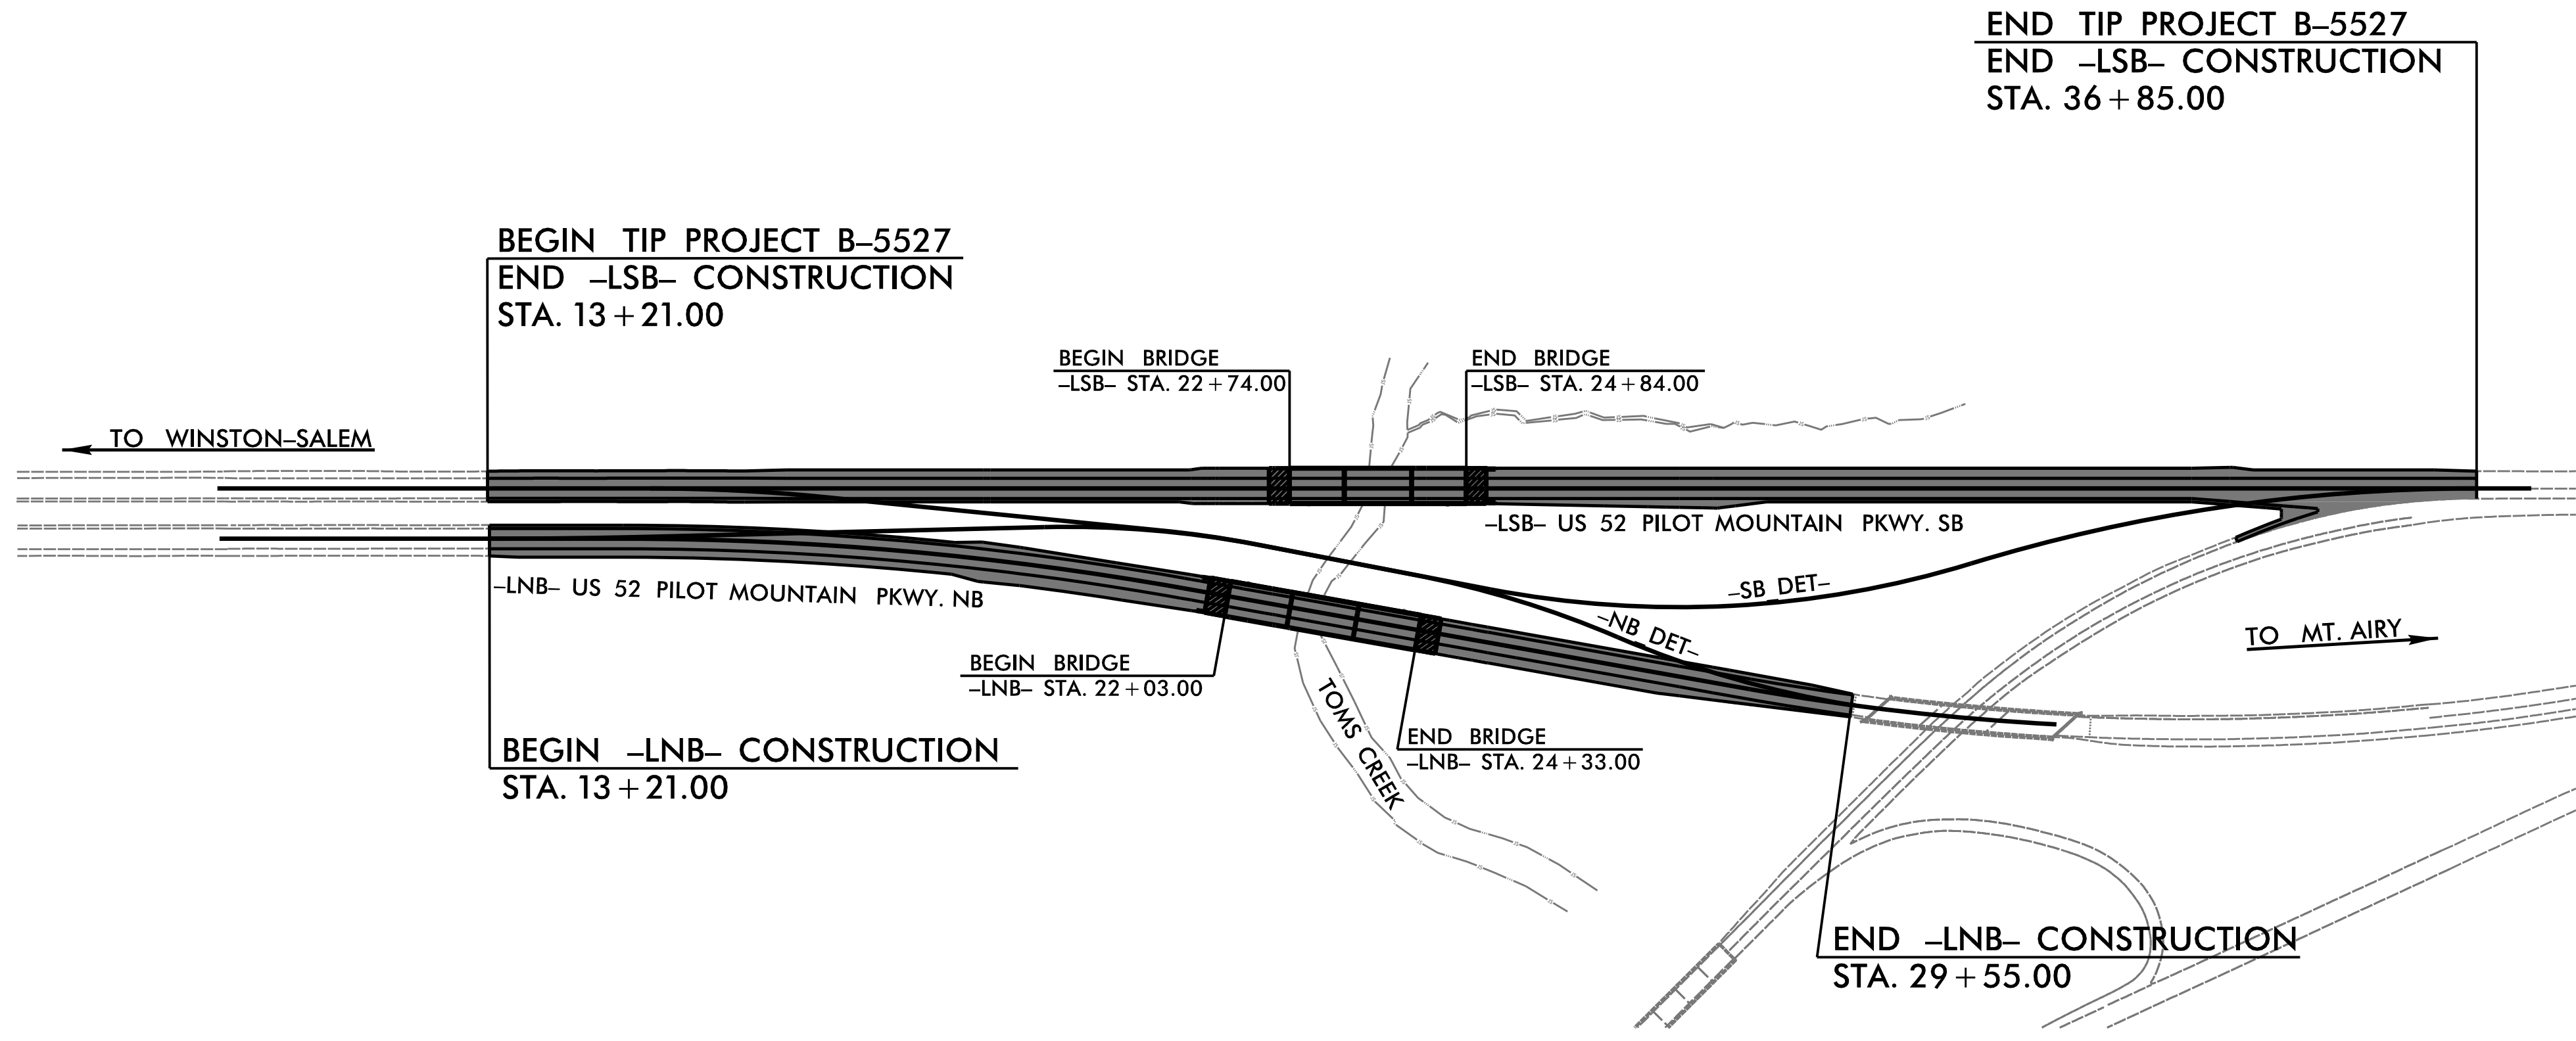 END TIP PROJECT B–5527
END –LSB– CONSTRUCTION
STA. 36+85.00
BEGIN TIP PROJECT B–5527
END –LSB– CONSTRUCTION
STA. 13+21.00
BEGIN BRIDGE
–LSB– STA. 22+74.00
END BRIDGE
–LSB– STA. 24+84.00
TO WINSTON–SALEM
–LSB– US 52 PILOT MOUNTAIN PKWY. SB
–LNB– US 52 PILOT MOUNTAIN PKWY. NB
–SB DET–
–NB DET–
TO MT. AIRY
BEGIN BRIDGE
–LNB– STA. 22+03.00
TOMS CREEK
END BRIDGE
–LNB– STA. 24+33.00
BEGIN –LNB– CONSTRUCTION
STA. 13+21.00
END –LNB– CONSTRUCTION
STA. 29+55.00